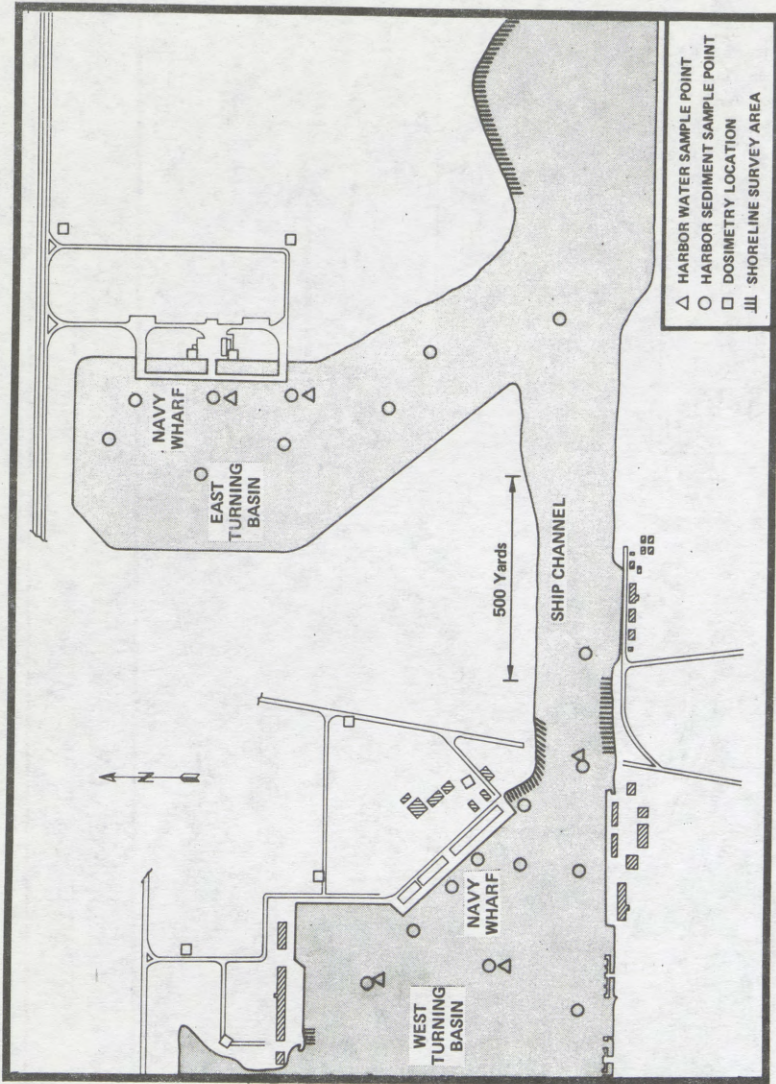 N
WEST
TURNING
BASIN
NAVY
WHARF
500 Yards
SHIP CHANNEL
EAST
TURNING
BASIN
NAVY
WHARF
HARBOR WATER SAMPLE POINT
HARBOR SEDIMENT SAMPLE POINT
DOSIMETRY LOCATION
SHORELINE SURVEY AREA